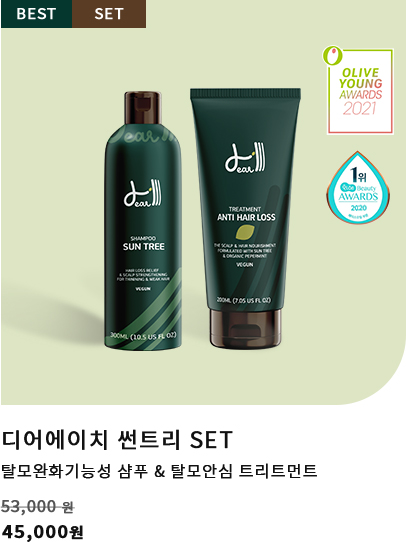 BEST SET
OLIVE
YOUNG
AWARDS
2021
1위
Beauty
AWARDS
2020
Dear.
SHAMPOO
SUN TREE
HAIR LOSS RELIEF
& SCALP STRENGTHENING
FOR THINNING & WEAK HAIR
VEGUN
300ML (10.5 US FL OZ)
TREATMENT
ANTI HAIR LOSS
THE SCALP & HAIR NOURISHMENT
FORMULATED WITH SUN TREE
& ORGANIC PEPERMINT
VEGUN
200ML (7.05 US FL OZ)
디어에이치 썬트리 SET
탈모완화기능성 샴푸 & 탈모안심 트리트먼트
53,000 원
45,000원